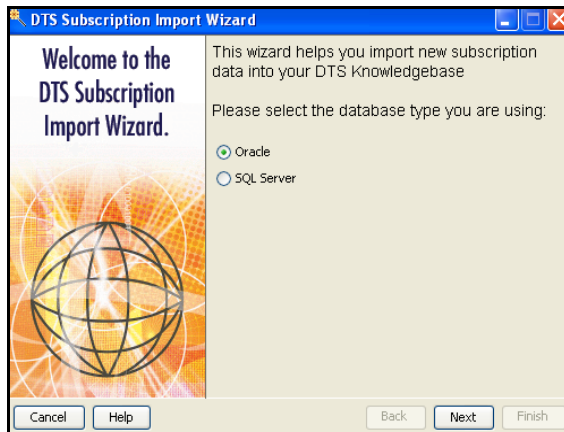 DTS Subscription Import Wizard
Welcome to the
DTS Subscription
Import Wizard.
This wizard helps you import new subscription
data into your DTS Knowledgebase
Please select the database type you are using:
Oracle
SQL Server
Cancel
Help
Back
Next
Finish